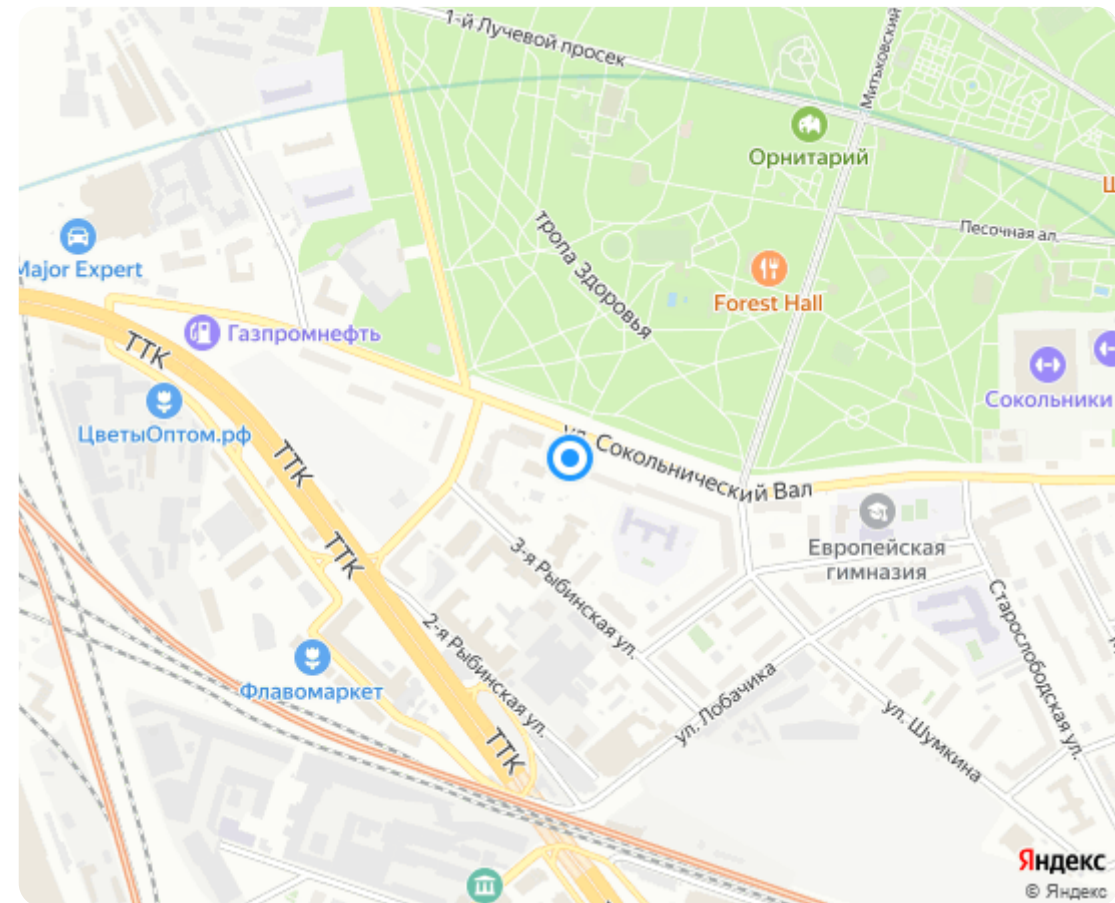 1-й Лучевой просек
Митьковский
Орнитарий
Песочная ал.
тропа Здоровья
Major Expert
Forest Hall
Газпромнефть
ТТК
Сокольники
ЦветыОптом.рф
ТТК
ул. Сокольнический Вал
Европейская
гимназия
ТТК
3-я Рыбинская ул.
Старослободская ул.
2-я Рыбинская ул.
Флавомаркет
ул. Лобачика
ул. Шумкина
ТТК
Яндекс
© Яндекс